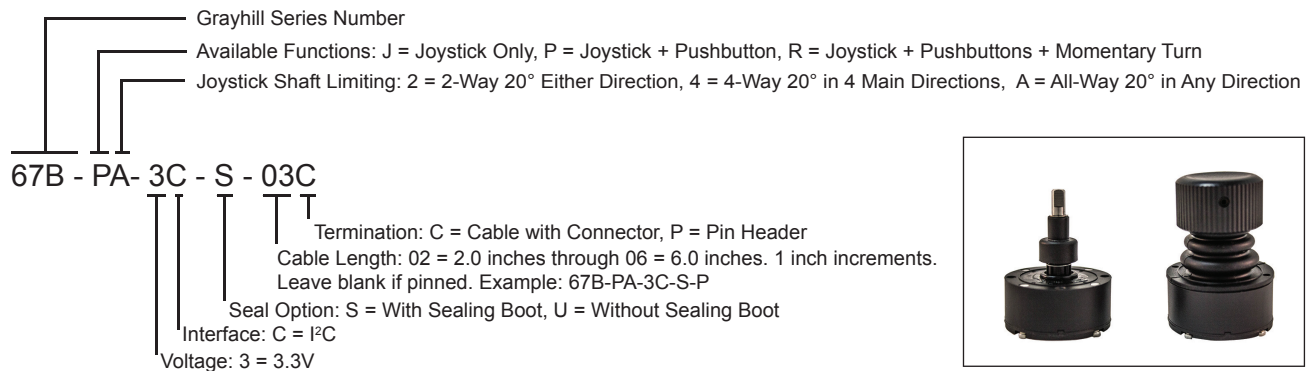 Grayhill Series Number
Available Functions: J = Joystick Only, P = Joystick + Pushbutton, R = Joystick + Pushbuttons + Momentary Turn
Joystick Shaft Limiting: 2 = 2-Way 20° Either Direction, 4 = 4-Way 20° in 4 Main Directions, A = All-Way 20° in Any Direction
67B - PA- 3C - S - 03C
Termination: C = Cable with Connector, P = Pin Header
Cable Length: 02 = 2.0 inches through 06 = 6.0 inches. 1 inch increments.
Leave blank if pinned. Example: 67B-PA-3C-S-P
Seal Option: S = With Sealing Boot, U = Without Sealing Boot
Interface: C = I²C
Voltage: 3 = 3.3V